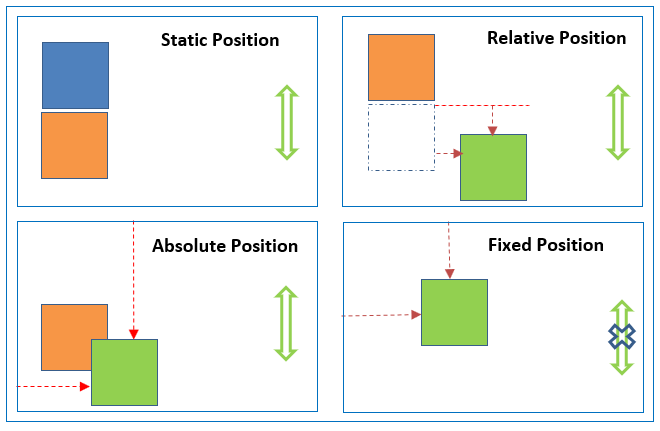 Static Position
Relative Position
Absolute Position
Fixed Position